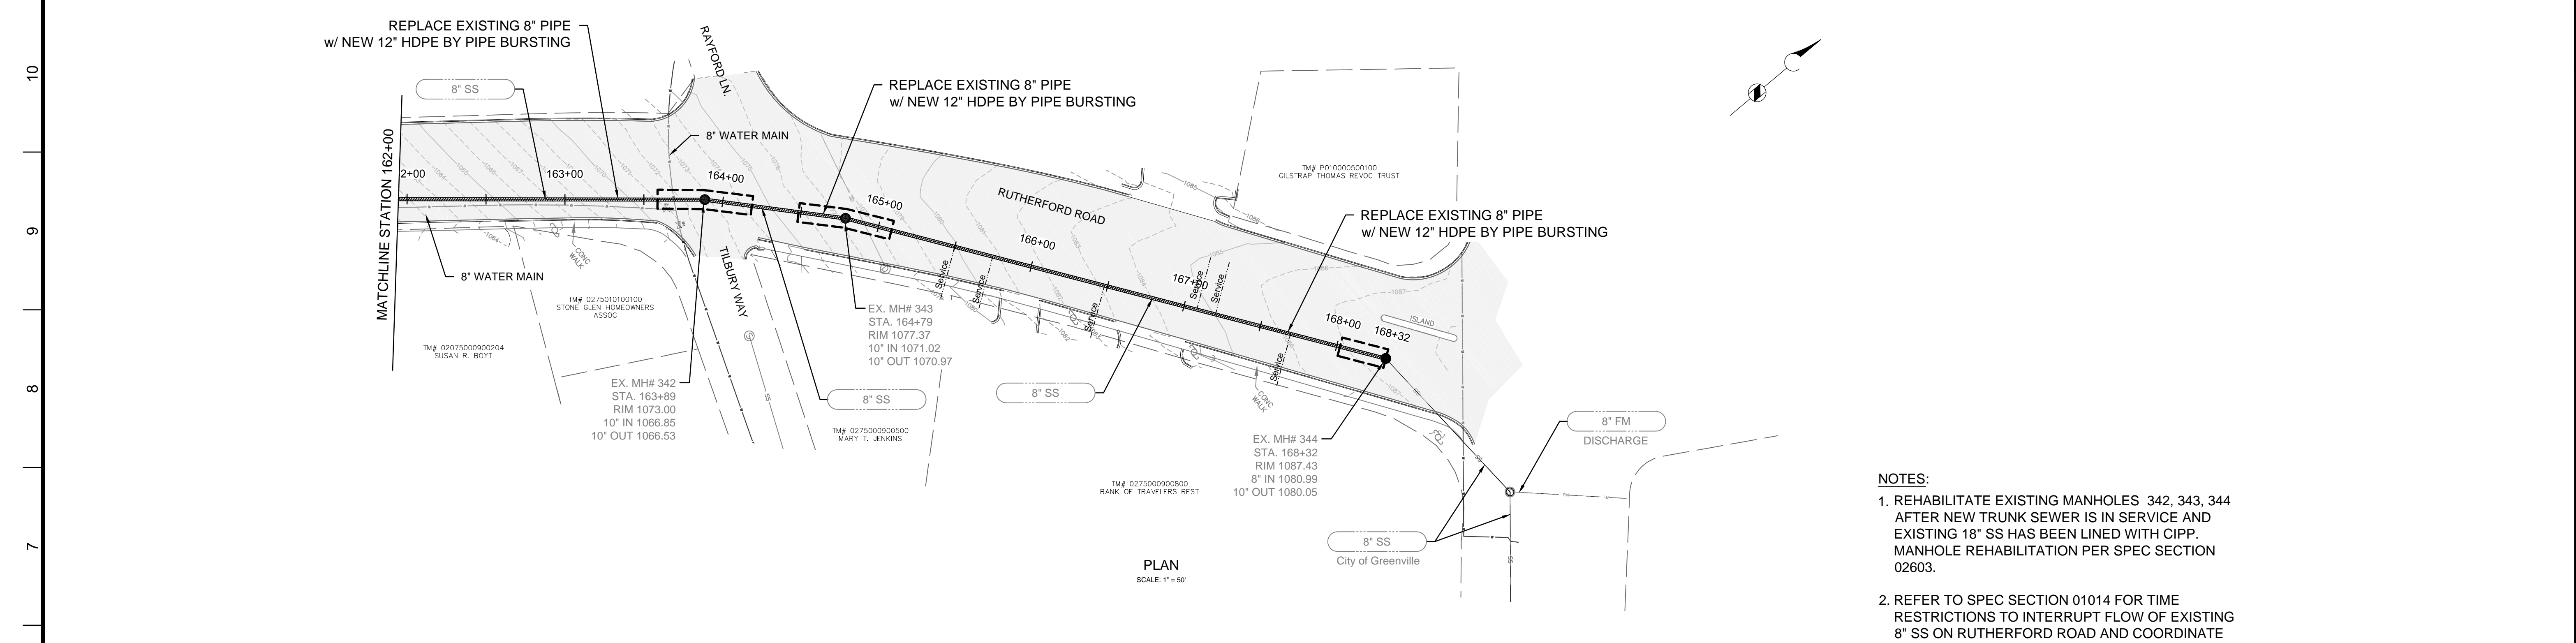 10
9
8
7
REPLACE EXISTING 8" PIPE
w/ NEW 12" HDPE BY PIPE BURSTING
8" SS
MATCHLINE STATION 162+00
2+00
163+00
8" WATER MAIN
RAYFORD LN.
164+00
REPLACE EXISTING 8" PIPE
w/ NEW 12" HDPE BY PIPE BURSTING
165+00
RUTHERFORD ROAD
166+00
TM# P010000500100
GILSTRAP THOMAS REVOC TRUST
REPLACE EXISTING 8" PIPE
w/ NEW 12" HDPE BY PIPE BURSTING
167+00
168+00
168+32
ISLAND
8" WATER MAIN
CONC
WALK
TILBURY WAY
Service
Service
Service
Service
Service
Service
TM# 0275010100100
STONE GLEN HOMEOWNERS
ASSOC
TM# 02075000900204
SUSAN R. BOYT
EX. MH# 342
STA. 163+89
RIM 1073.00
10" IN 1066.85
10" OUT 1066.53
EX. MH# 343
STA. 164+79
RIM 1077.37
10" IN 1071.02
10" OUT 1070.97
8" SS
TM# 0275000900500
MARY T. JENKINS
8" SS
CONC
WALK
EX. MH# 344
STA. 168+32
RIM 1087.43
8" IN 1080.99
10" OUT 1080.05
TM# 0275000900800
BANK OF TRAVELERS REST
8" FM
DISCHARGE
8" SS
City of Greenville
SS
SS
SS
PLAN
SCALE: 1" = 50'
NOTES:
1. REHABILITATE EXISTING MANHOLES 342, 343, 344
AFTER NEW TRUNK SEWER IS IN SERVICE AND
EXISTING 18" SS HAS BEEN LINED WITH CIPP.
MANHOLE REHABILITATION PER SPEC SECTION
02603.
2. REFER TO SPEC SECTION 01014 FOR TIME
RESTRICTIONS TO INTERRUPT FLOW OF EXISTING
8" SS ON RUTHERFORD ROAD AND COORDINATE